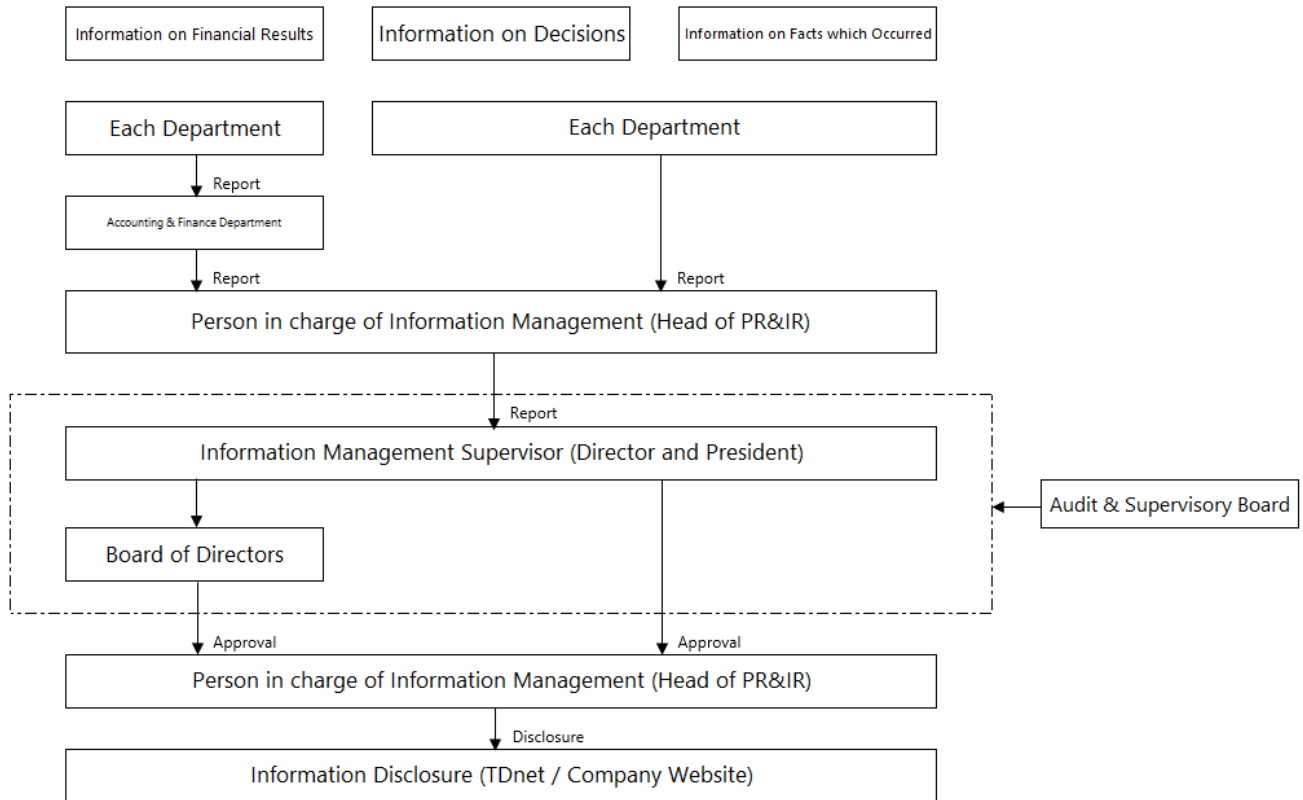 Information on Financial Results
Information on Decisions
Information on Facts which Occurred
Each Department
Each Department
Report
Accounting & Finance Department
Report
Report
Person in charge of Information Management (Head of PR&IR)
Report
Information Management Supervisor (Director and President)
Audit & Supervisory Board
Board of Directors
Approval
Approval
Person in charge of Information Management (Head of PR&IR)
Disclosure
Information Disclosure (TDnet / Company Website)